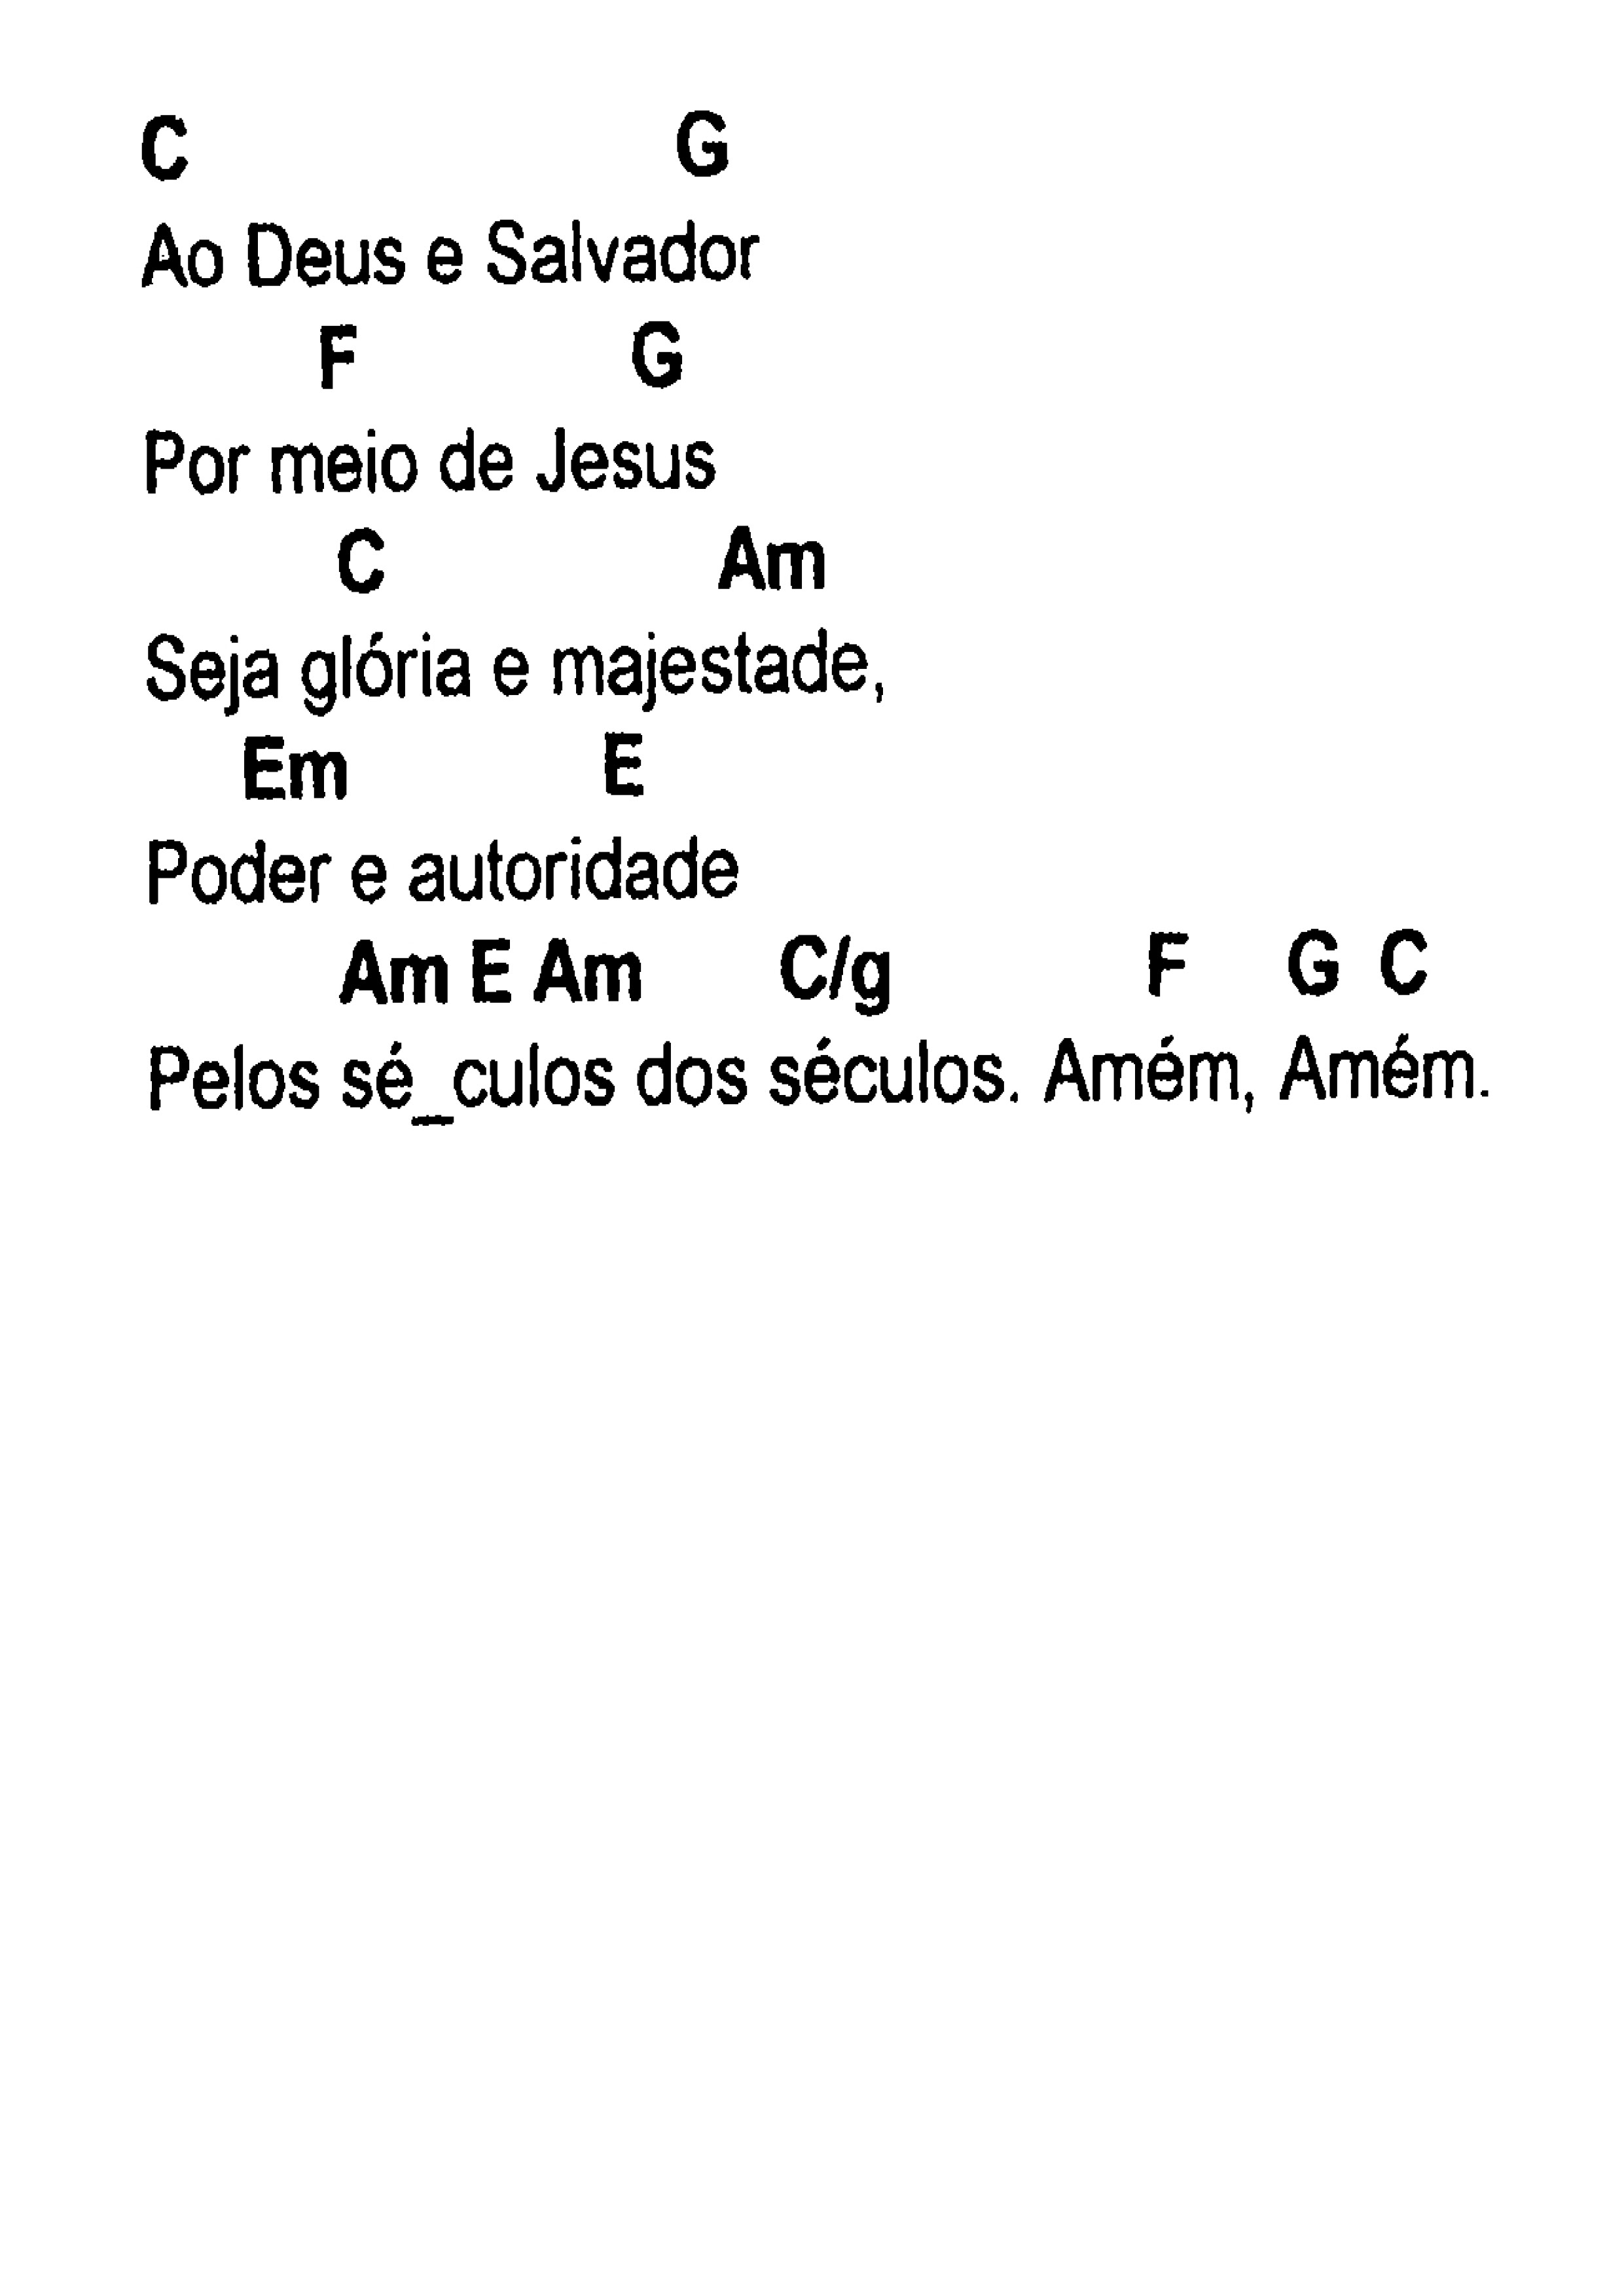 C G
Ao Deus e Salvador
F G
Por meio de Jesus
C Am
Seja glória e majestade,
Em E
Poder e autoridade
Am E Am C/g F G C
Pelos sé_culos dos séculos. Amém, Amém.